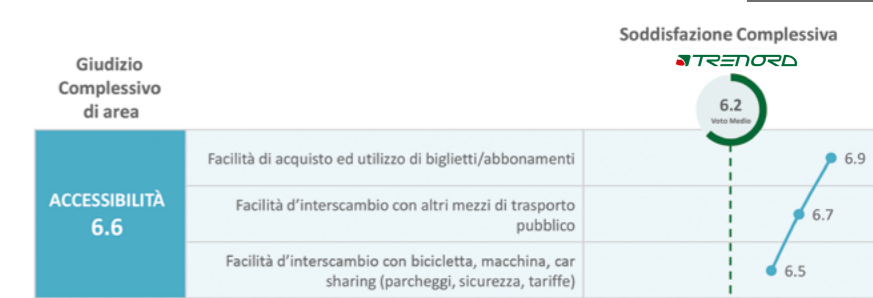 Soddisfazione Complessiva
TRENORD
Giudizio
Complessivo
di area
6.2
Voto Medio
ACCESSIBILITÀ
6.6
Facilità di acquisto ed utilizzo di biglietti/abbonamenti
6.9
Facilità d'interscambio con altri mezzi di trasporto
pubblico
6.7
Facilità d'interscambio con bicicletta, macchina, car
sharing (parcheggi, sicurezza, tariffe)
6.5